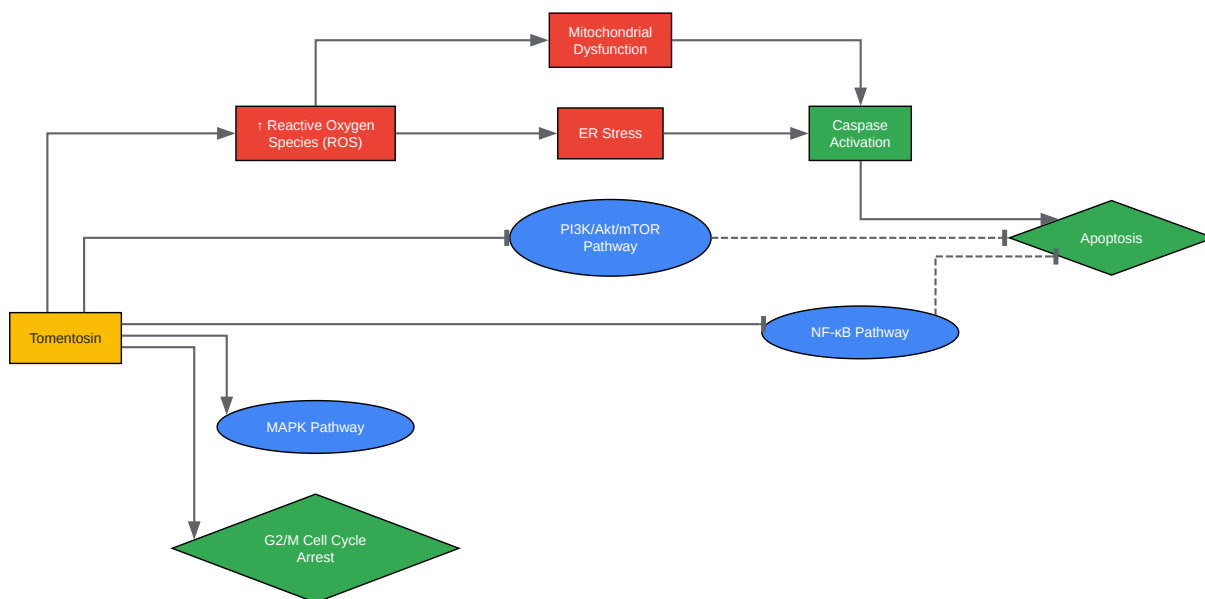 Mitochondrial
Dysfunction
↑ Reactive Oxygen
Species (ROS)
ER Stress
Caspase
Activation
PI3K/Akt/mTOR
Pathway
Apoptosis
Tomentosin
NF-κB Pathway
MAPK Pathway
G2/M Cell Cycle
Arrest